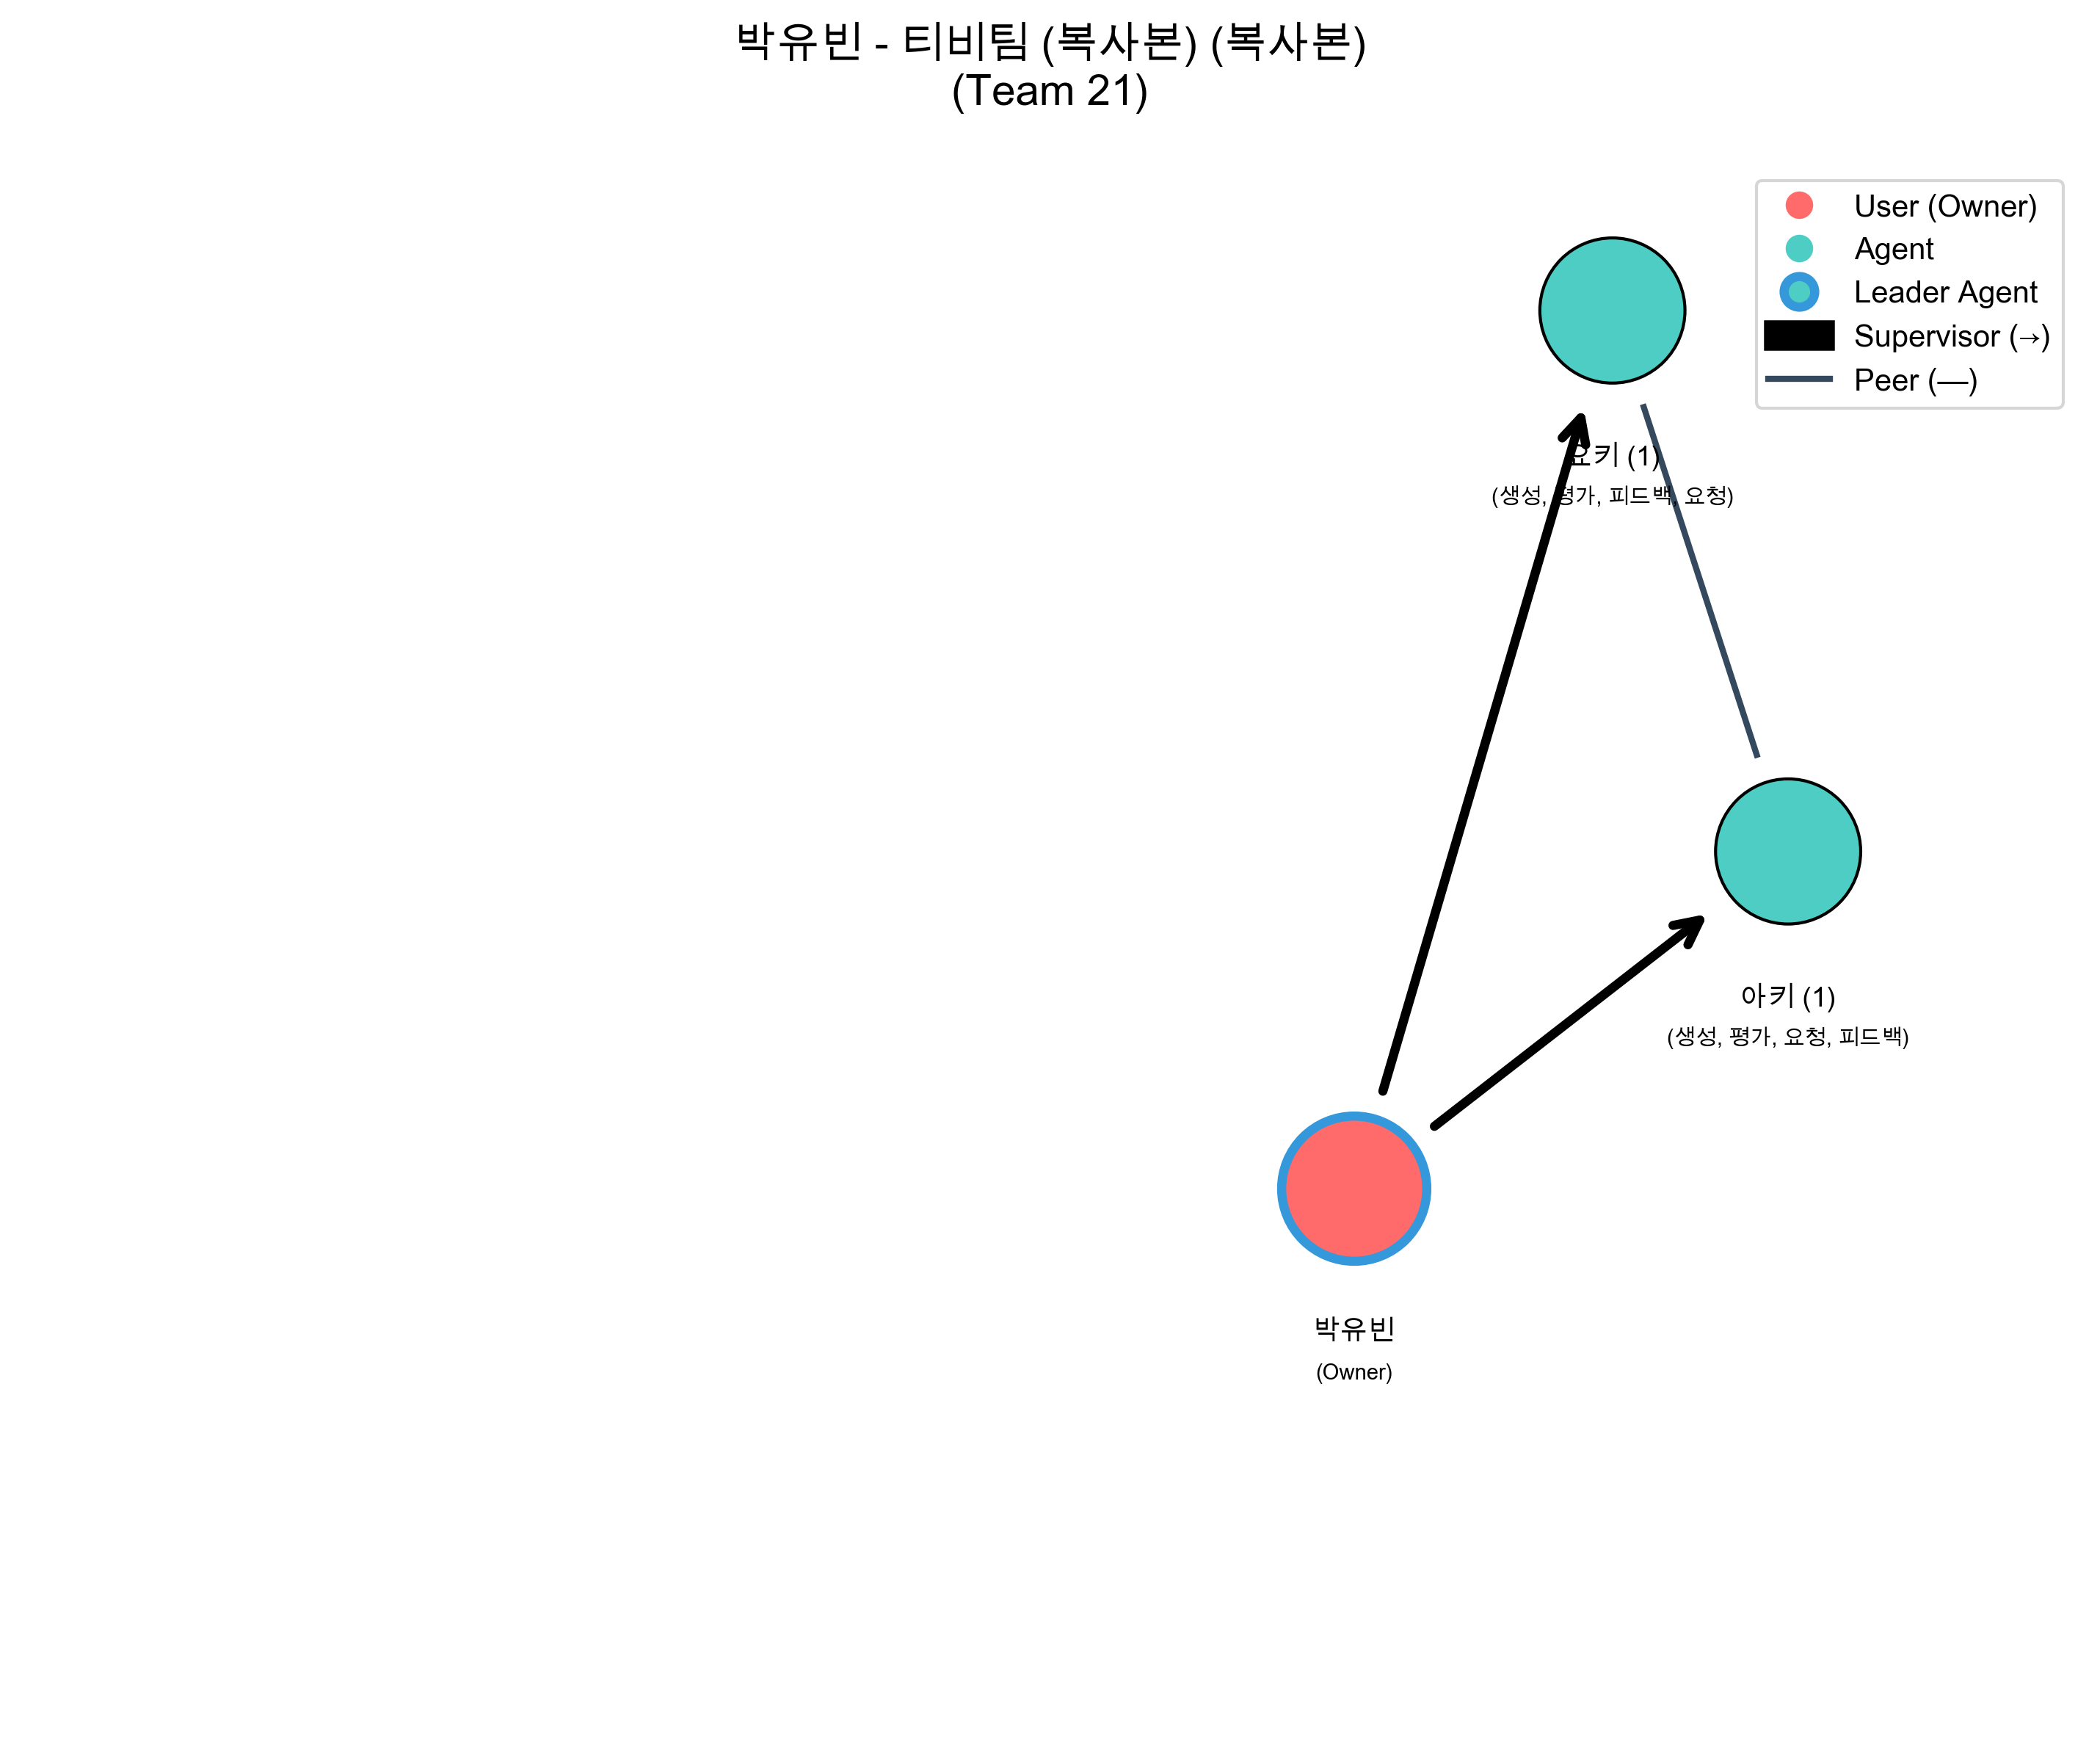 박유빈 - 티비팀 (복사본) (복사본)
(Team 21)
User (Owner)
Agent
Leader Agent
Supervisor (→)
Peer (—)
요키 (1)
(생성, 평가, 피드백, 요청)
아키 (1)
(생성, 평가, 요청, 피드백)
박유빈
(Owner)